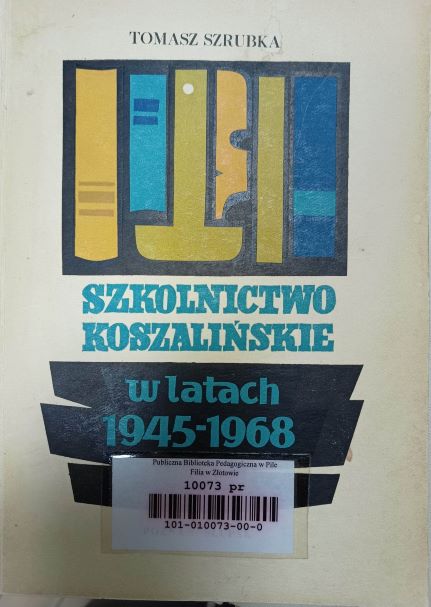 TOMASZ SZRUBKA
SZKOLNICTWO
KOSZALIŃSKIE
w latach
1945-1968
Publiczna Biblioteka Pedagogiczna w Pile
Filia w Złotowie
10073 pr
101-010073-00-0